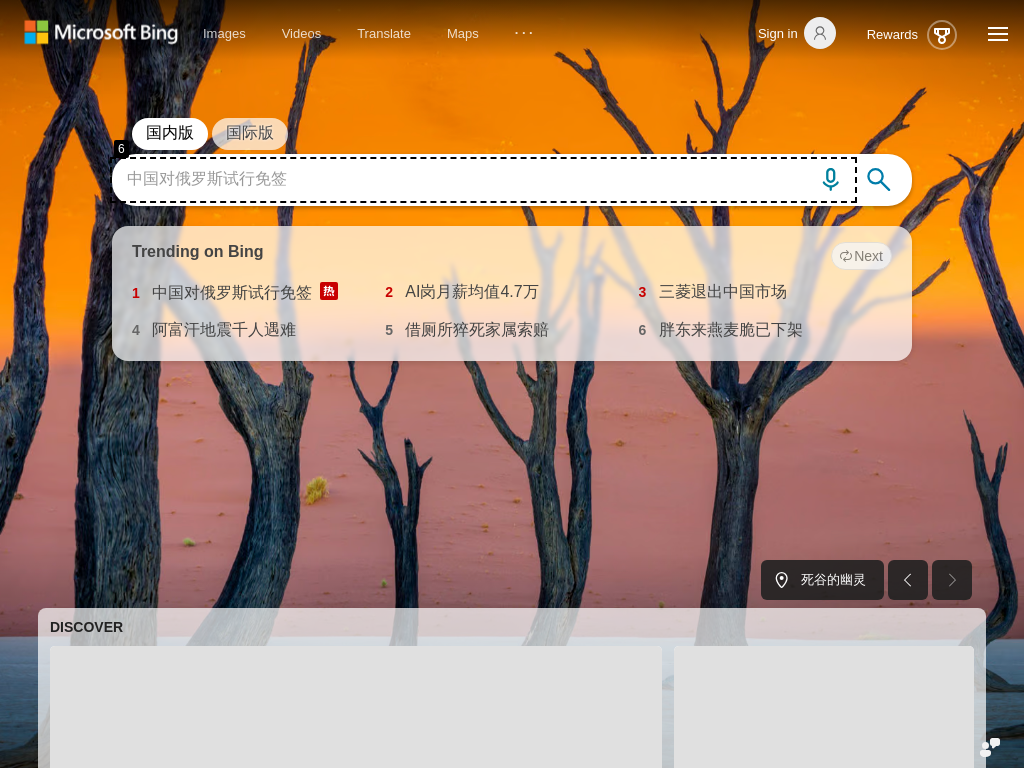 Microsoft Bing
Images
Videos
Translate
Maps
···
Sign in
Rewards
国内版
国际版
6
中国对俄罗斯试行免签
Trending on Bing
Next
1 中国对俄罗斯试行免签 热
2 AI岗月薪均值4.7万
3 三菱退出中国市场
4 阿富汗地震千人遇难
5 借厕所猝死家属索赔
6 胖东来燕麦脆已下架
死谷的幽灵
DISCOVER